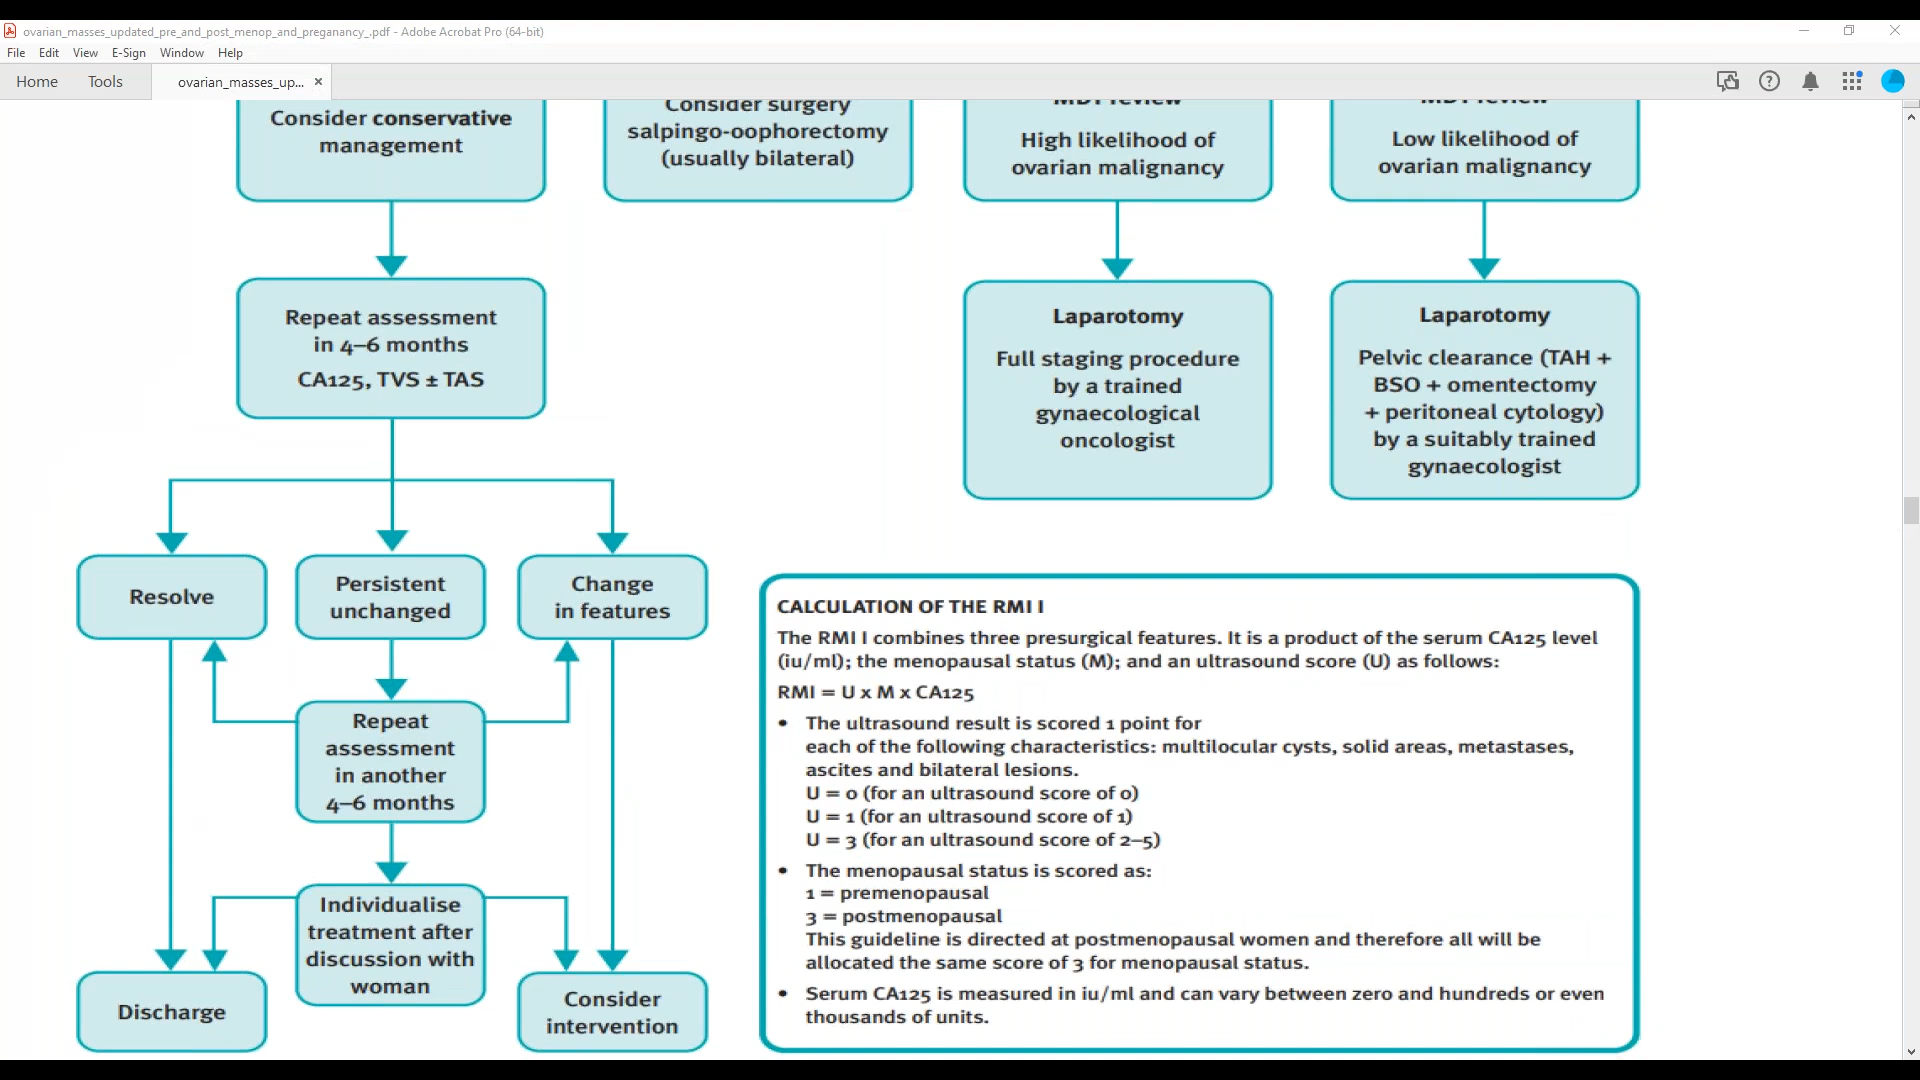 ovarian_masses_updated_pre_and_post_menop_and_preganancy_.pdf - Adobe Acrobat Pro (64-bit)
File Edit View E-Sign Window Help
Home Tools ovarian_masses_up... ×
Consider conservative
management
Consider surgery
salpingo-oophorectomy
(usually bilateral)
MDT review
High likelihood of
ovarian malignancy
MDT review
Low likelihood of
ovarian malignancy
Repeat assessment
in 4–6 months
CA125, TVS ± TAS
Laparotomy
Full staging procedure
by a trained
gynaecological
oncologist
Laparotomy
Pelvic clearance (TAH +
BSO + omentectomy
+ peritoneal cytology)
by a suitably trained
gynaecologist
Resolve
Persistent
unchanged
Change
in features
Repeat
assessment
in another
4–6 months
Individualise
treatment after
discussion with
woman
Discharge
Consider
intervention
CALCULATION OF THE RMI I
The RMI I combines three presurgical features. It is a product of the serum CA125 level
(iu/ml); the menopausal status (M); and an ultrasound score (U) as follows:
RMI = U x M x CA125
• The ultrasound result is scored 1 point for
each of the following characteristics: multilocular cysts, solid areas, metastases,
ascites and bilateral lesions.
U = 0 (for an ultrasound score of 0)
U = 1 (for an ultrasound score of 1)
U = 3 (for an ultrasound score of 2–5)
• The menopausal status is scored as:
1 = premenopausal
3 = postmenopausal
This guideline is directed at postmenopausal women and therefore all will be
allocated the same score of 3 for menopausal status.
• Serum CA125 is measured in iu/ml and can vary between zero and hundreds or even
thousands of units.